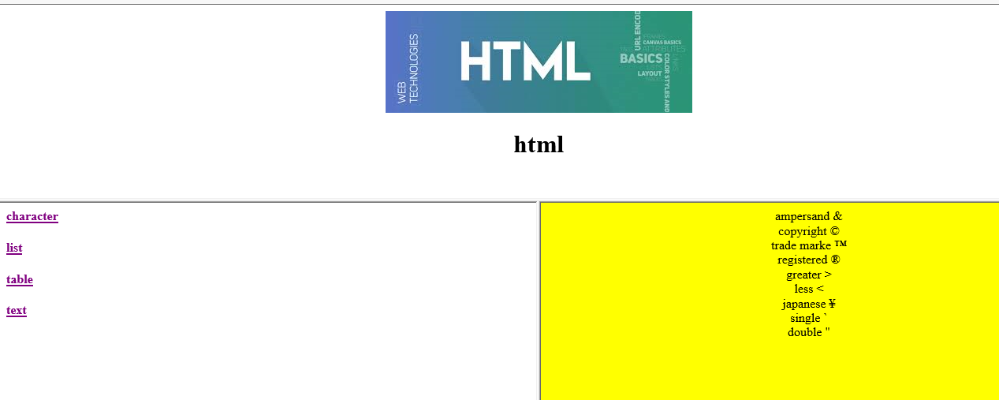 WEB
TECHNOLOGIES
HTML
URL ENCOD
FRAMES
CANVAS BASICS
ATTRIBUTES
BASICS
LAYOUT
COLOR STYLES AND
html
character
list
table
text
ampersand &
copyright ©
trade marke ™
registered ®
greater >
less <
japanese ¥
single `
double "